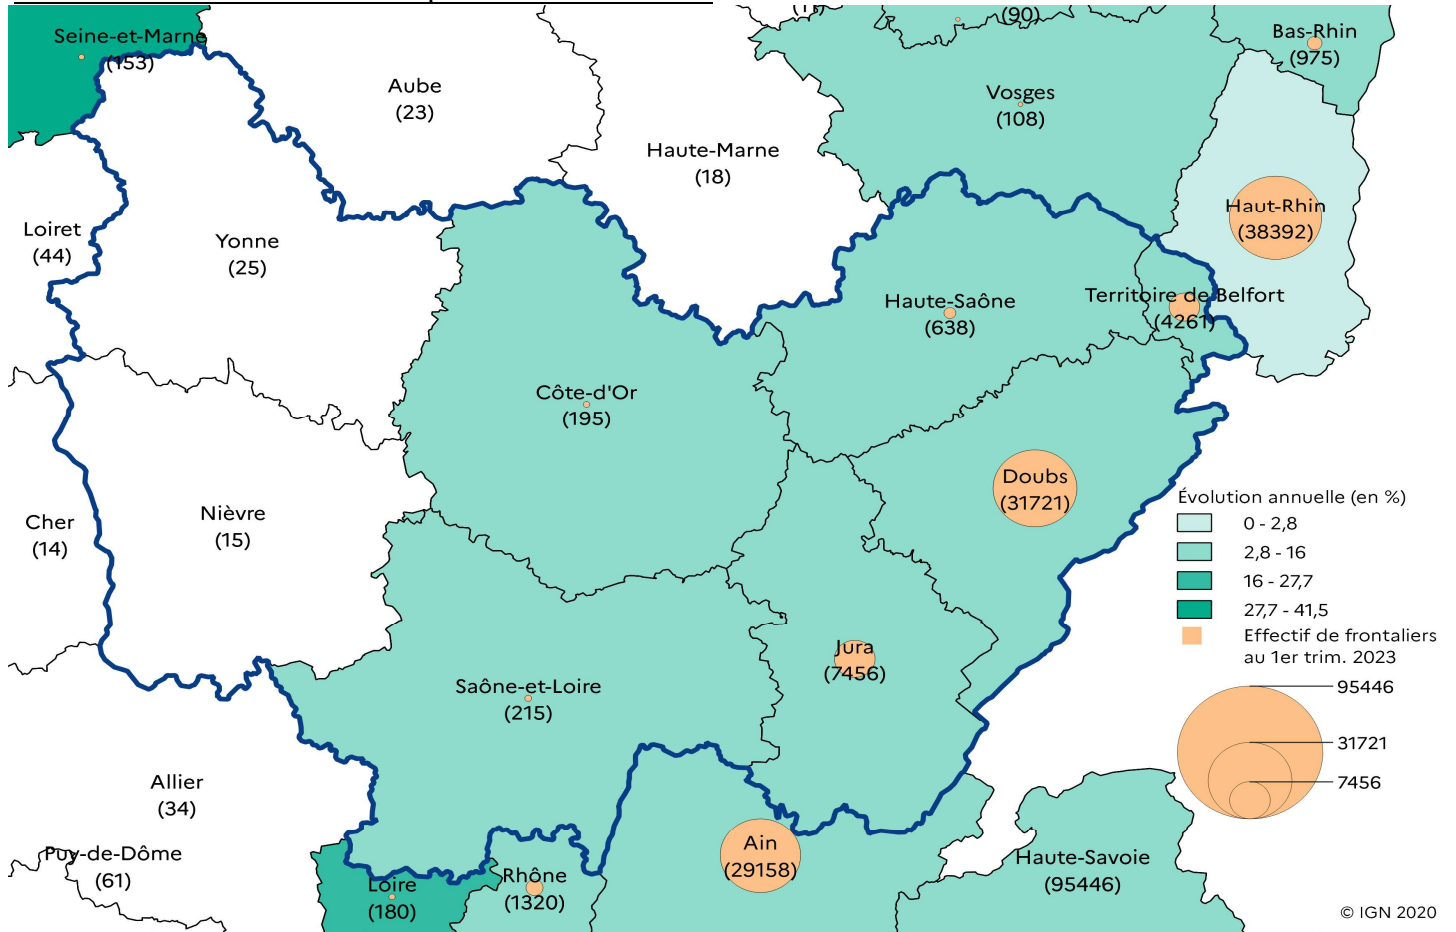 (90)
Seine-et-Marne
(153)
Bas-Rhin
(975)
Aube
(23)
Vosges
(108)
Haute-Marne
(18)
Haut-Rhin
(38392)
Loiret
(44)
Yonne
(25)
Haute-Saône
(638)
Territoire de Belfort
(4261)
Côte-d'Or
(195)
Doubs
(31721)
Cher
(14)
Nièvre
(15)
Jura
(7456)
Saône-et-Loire
(215)
Allier
(34)
Puy-de-Dôme
(61)
Loire
(180)
Rhône
(1320)
Ain
(29158)
Haute-Savoie
(95446)
Évolution annuelle (en %)
0 - 2,8
2,8 - 16
16 - 27,7
27,7 - 41,5
Effectif de frontaliers
au 1er trim. 2023
95446
31721
7456
© IGN 2020